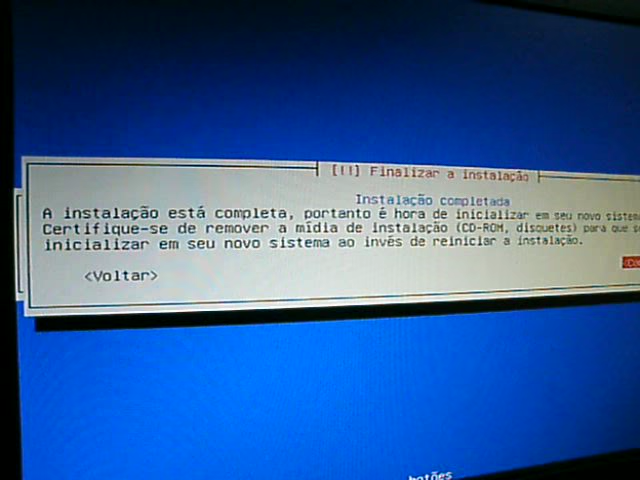 [!!] Finalizar a instalação
Instalação completada
A instalação está completa, portanto é hora de inicializar em seu novo
Certifique-se de remover a mídia de instalação (CD-ROM, disquetes) para que
inicializar em seu novo sistema ao invés de reiniciar a instalação.
<Voltar>
botões